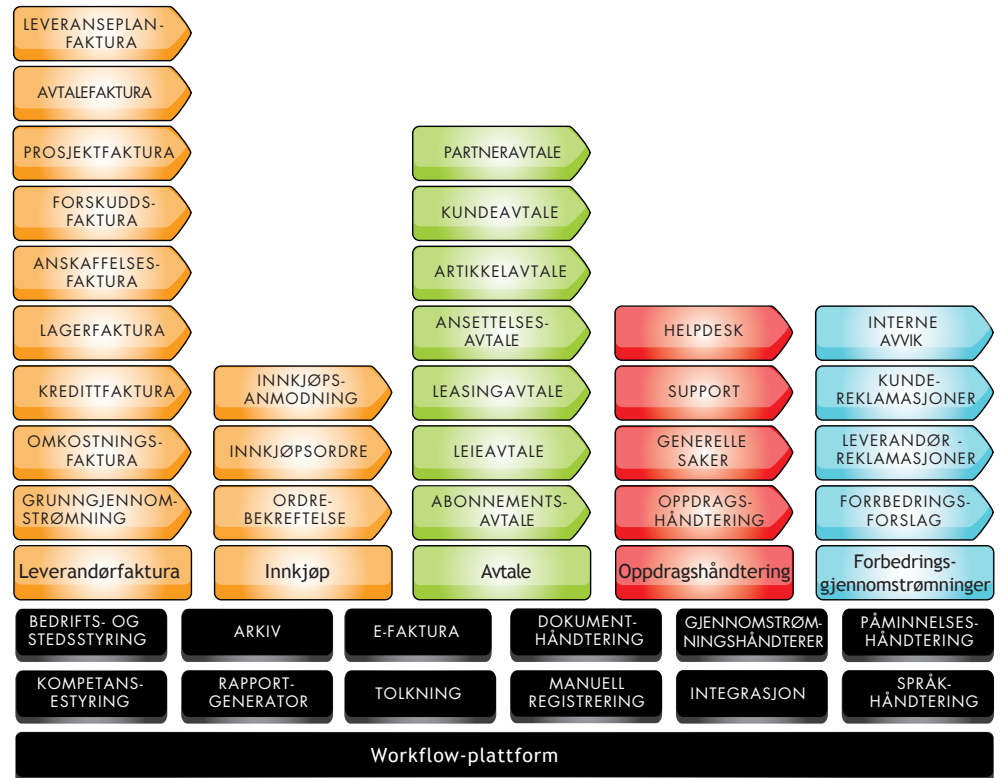 LEVERANSEPLAN-
FAKTURA
AVTALEFAKTURA
PROSJEKTFAKTURA
FORSKUDDS-
FAKTURA
ANSKAFFELSES-
FAKTURA
LAGERFAKTURA
KREDITTFAKTURA
OMKOSTNINGS-
FAKTURA
GRUNNGJENNOM-
STRØMNING
Leverandørfaktura
INNKJØPS-
ANMODNING
INNKJØPSORDRE
ORDRE-
BEKREFTELSE
Innkjøp
PARTNERAVTALE
KUNDEAVTALE
ARTIKKELAVTALE
ANSETTELSES-
AVTALE
LEASINGAVTALE
LEIEAVTALE
ABONNEMENTS-
AVTALE
Avtale
HELPDESK
SUPPORT
GENERELLE
SAKER
OPPDRAGS-
HÅNDTERING
Oppdragshåndtering
INTERNE
AVVIK
KUNDE-
REKLAMASJONER
LEVERANDØR -
REKLAMASJONER
FORRBEDRINGS-
FORSLAG
Forbedrings-
gjennomstrømninger
BEDRIFTS- OG
STEDSSTYRING
ARKIV
E-FAKTURA
DOKUMENT-
HÅNDTERING
GJENNOMSTRØM-
NINGSHÅNDTERER
PÅMINNELSES-
HÅNDTERING
KOMPETANS-
ESTYRING
RAPPORT-
GENERATOR
TOLKNING
MANUELL
REGISTRERING
INTEGRASJON
SPRÅK-
HÅNDTERING
Workflow-plattform